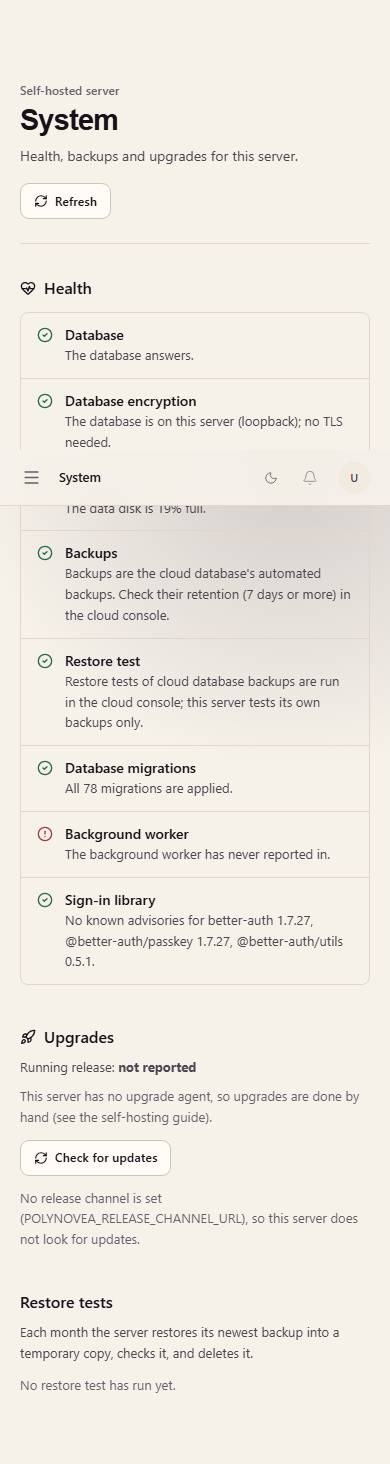 Self-hosted server
System
Health, backups and upgrades for this server.
Refresh
Health
Database
The database answers.
Database encryption
The database is on this server (loopback); no TLS
needed.
System
U
The data disk is 19% full.
Backups
Backups are the cloud database's automated
backups. Check their retention (7 days or more) in
the cloud console.
Restore test
Restore tests of cloud database backups are run
in the cloud console; this server tests its own
backups only.
Database migrations
All 78 migrations are applied.
Background worker
The background worker has never reported in.
Sign-in library
No known advisories for better-auth 1.7.27,
@better-auth/passkey 1.7.27, @better-auth/utils
0.5.1.
Upgrades
Running release: not reported
This server has no upgrade agent, so upgrades are done by
hand (see the self-hosting guide).
Check for updates
No release channel is set
(POLYNOVEA_RELEASE_CHANNEL_URL), so this server does
not look for updates.
Restore tests
Each month the server restores its newest backup into a
temporary copy, checks it, and deletes it.
No restore test has run yet.